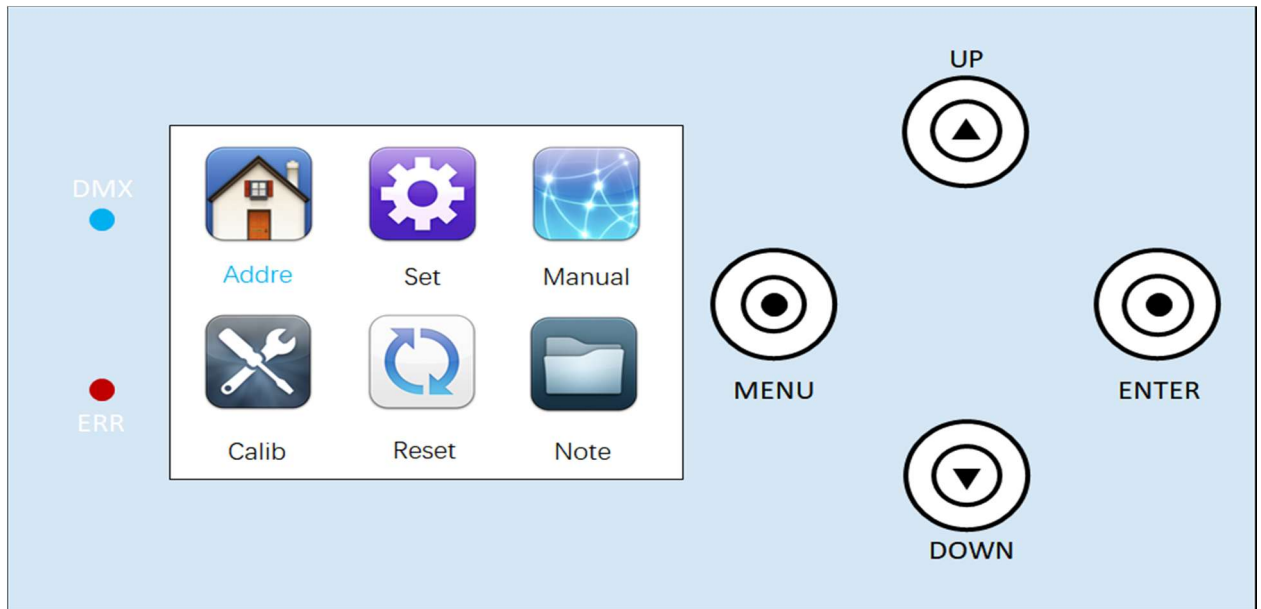 UP
DMX
Addre
Set
Manual
MENU
ENTER
ERR
Calib
Reset
Note
DOWN